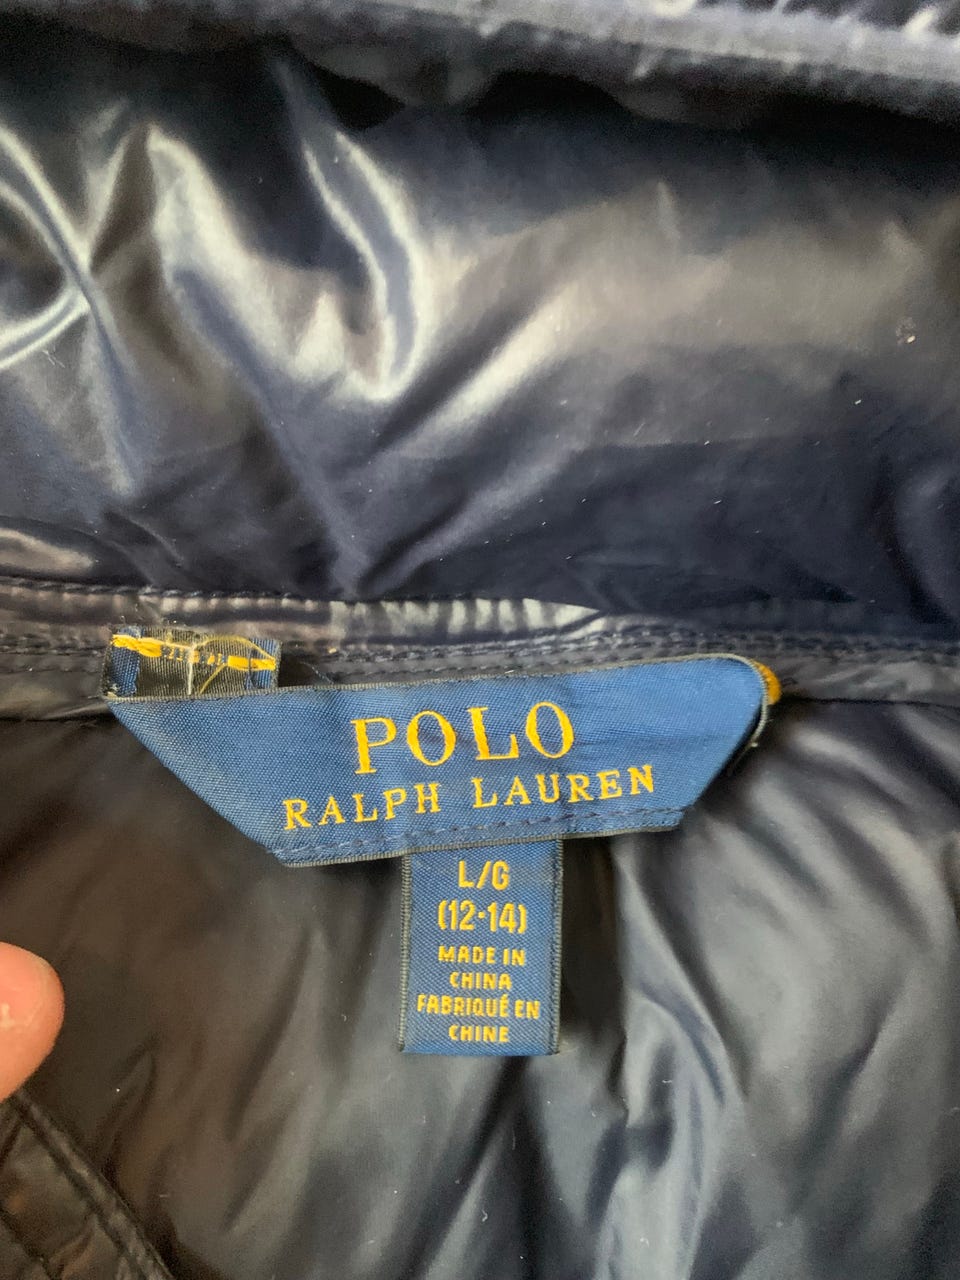 POLO
RALPH LAUREN
L/G
(12-14)
MADE IN
CHINA
FABRIQUÉ EN
CHINE